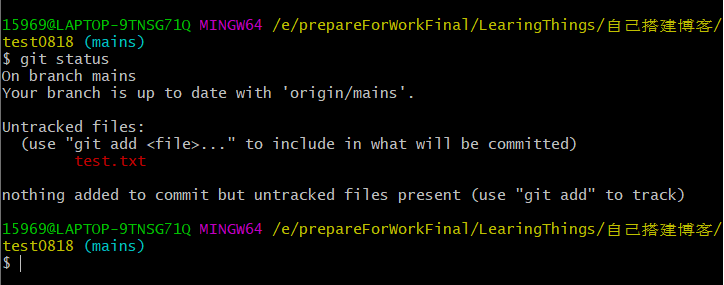 15969@LAPTOP-9TNSG71Q MINGW64 /e/prepareForWorkFinal/LearingThings/自己搭建博客/
test0818 (mains)
$ git status
On branch mains
Your branch is up to date with 'origin/mains'.
Untracked files:
  (use "git add <file>..." to include in what will be committed)
        test.txt
nothing added to commit but untracked files present (use "git add" to track)
15969@LAPTOP-9TNSG71Q MINGW64 /e/prepareForWorkFinal/LearingThings/自己搭建博客/
test0818 (mains)
$